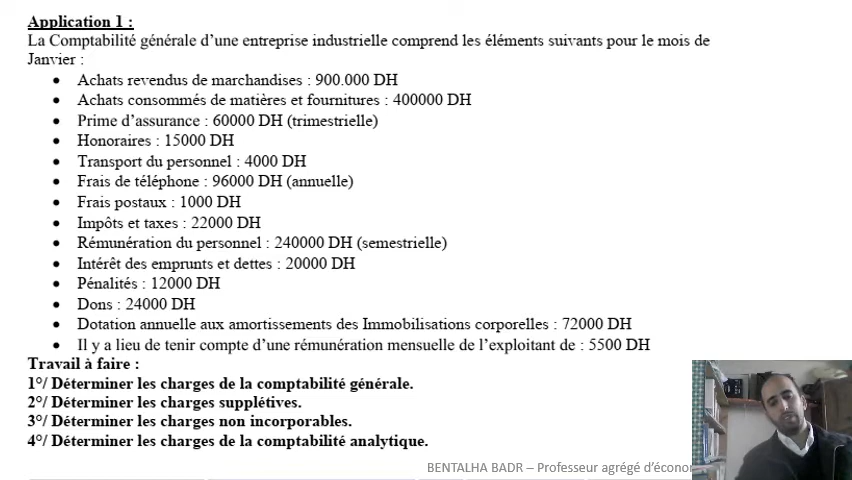 Application 1 :
La Comptabilité générale d'une entreprise industrielle comprend les éléments suivants pour le mois de
Janvier :
• Achats revendus de marchandises : 900.000 DH
• Achats consommés de matières et fournitures : 400000 DH
• Prime d'assurance : 60000 DH (trimestrielle)
• Honoraires : 15000 DH
• Transport du personnel : 4000 DH
• Frais de téléphone : 96000 DH (annuelle)
• Frais postaux : 1000 DH
• Impôts et taxes : 22000 DH
• Rémunération du personnel : 240000 DH (semestrielle)
• Intérêt des emprunts et dettes : 20000 DH
• Pénalités : 12000 DH
• Dons : 24000 DH
• Dotation annuelle aux amortissements des Immobilisations corporelles : 72000 DH
• Il y a lieu de tenir compte d'une rémunération mensuelle de l'exploitant de : 5500 DH
Travail à faire :
1°/ Déterminer les charges de la comptabilité générale.
2°/ Déterminer les charges supplétives.
3°/ Déterminer les charges non incorporables.
4°/ Déterminer les charges de la comptabilité analytique.
BENTALHA BADR – Professeur agrégé d'écono